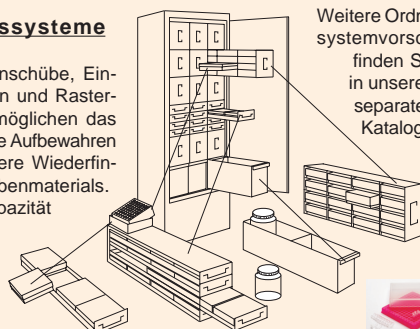 ssysteme
nschübe, Ein-
n und Raster-
möglichen das
e Aufbewahren
ere Wiederfin-
benmaterials.
pazität
Weitere Ordn
systemvorsc
finden S
in unsere
separate
Katalog